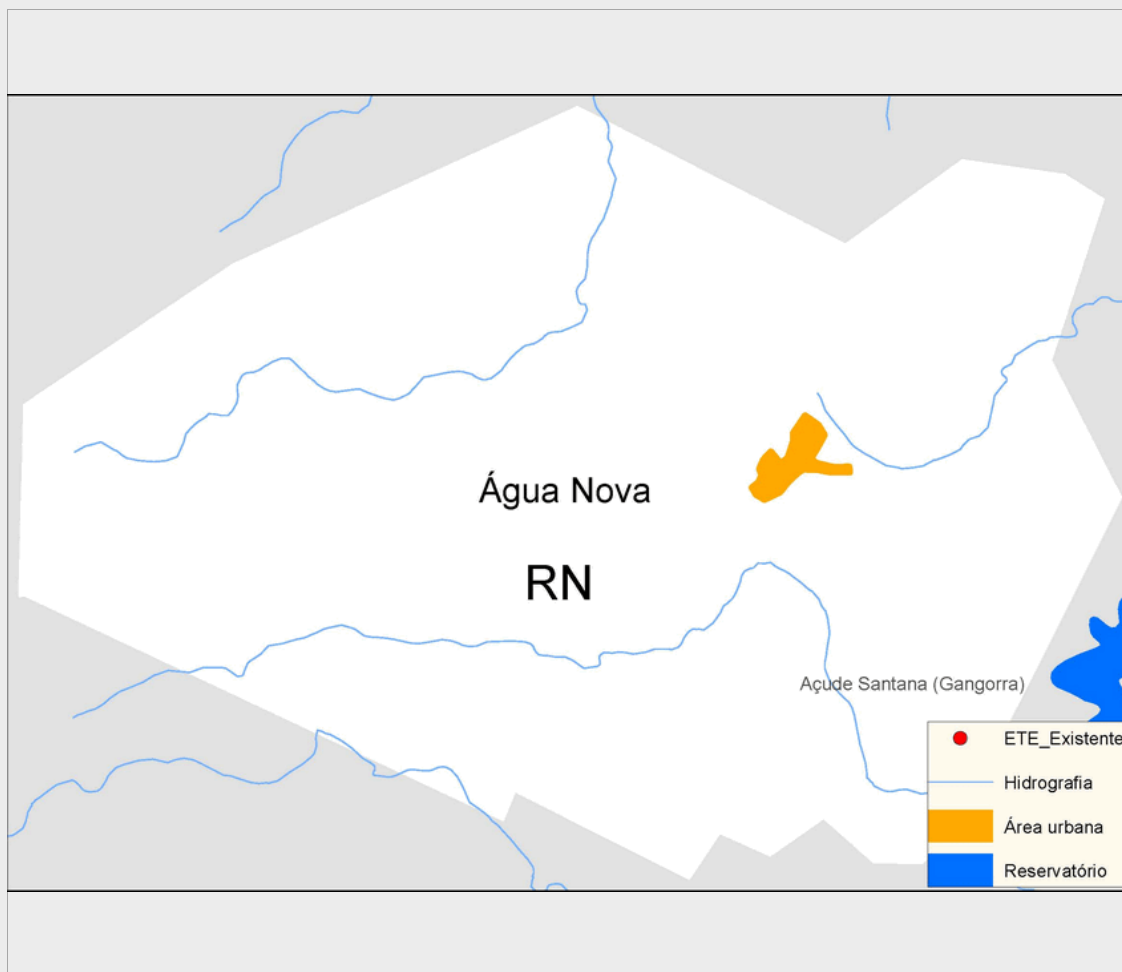 Água Nova
RN
Açude Santana (Gangorra)
ETE_Existente
Hidrografia
Área urbana
Reservatório